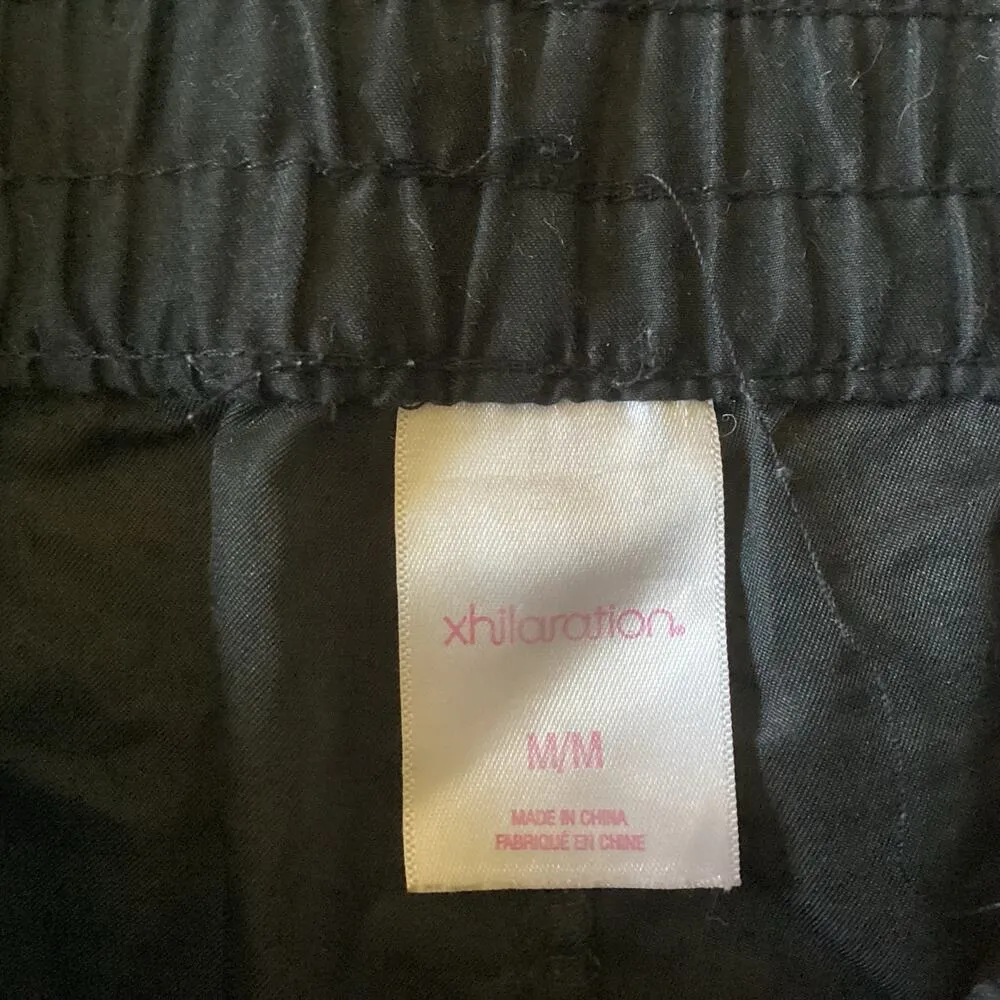 xhilaration®
M/M
MADE IN CHINA
FABRIQUÉ EN CHINE